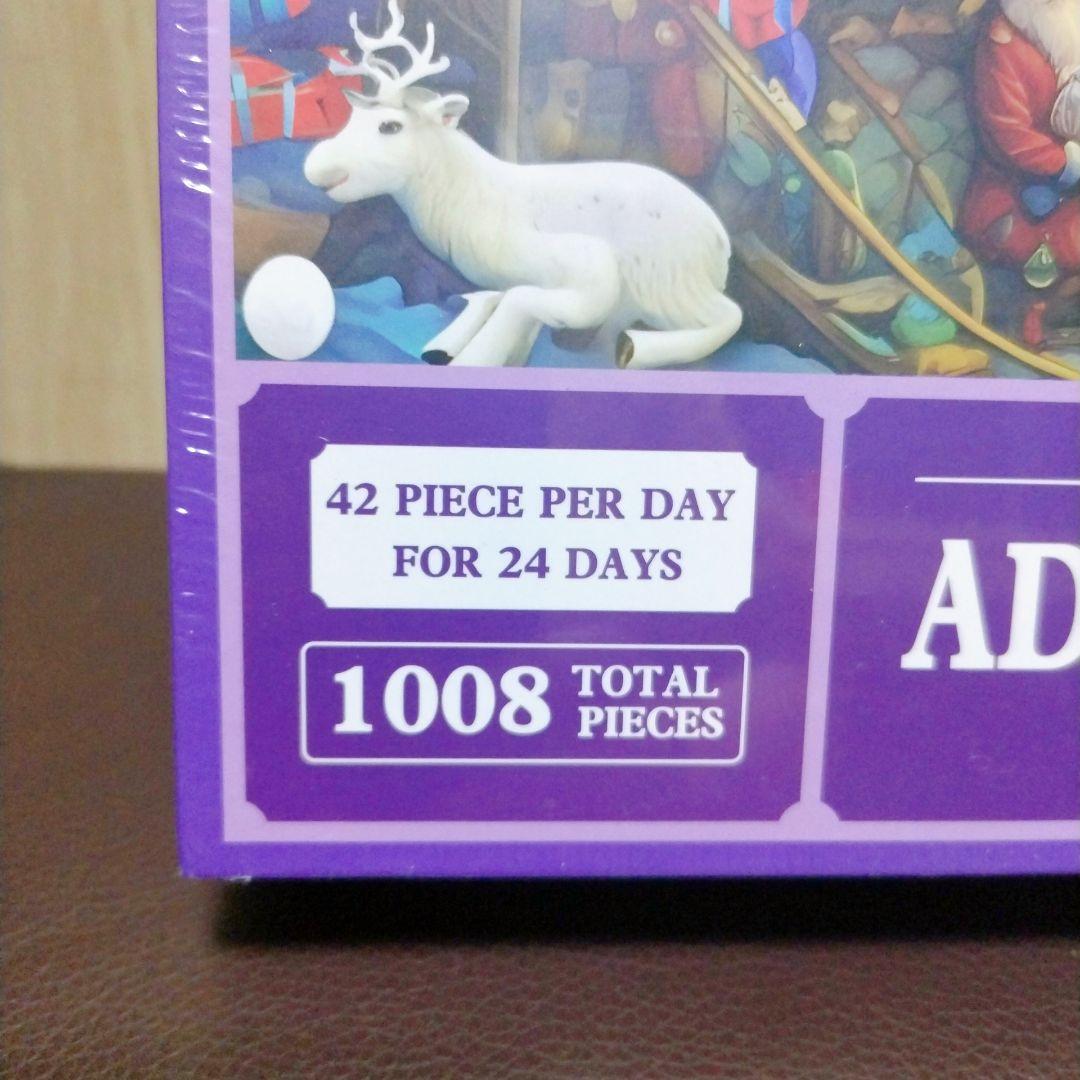 42 PIECE PER DAY
FOR 24 DAYS
1008 TOTAL
PIECES
AD